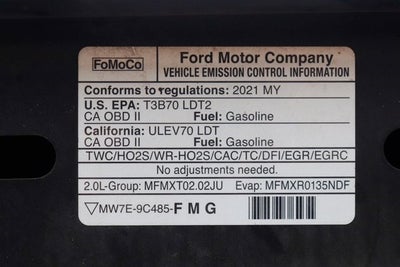 FoMoCo
Ford Motor Company
VEHICLE EMISSION CONTROL INFORMATION
Conforms to regulations: 2021 MY
U.S. EPA: T3B70 LDT2
CA OBD II Fuel: Gasoline
California: ULEV70 LDT
CA OBD II Fuel: Gasoline
TWC/HO2S/WR-HO2S/CAC/TC/DFI/EGR/EGRC
No adjustments needed.
2.0L-Group: MFMXT02.02JU Evap: MFMXR0135NDF
MW7E-9C485-FMG